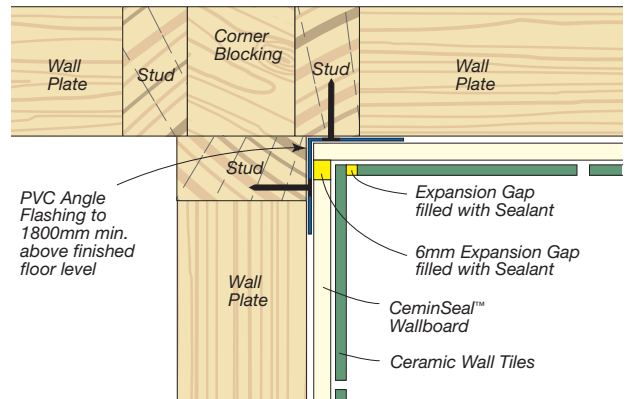 Wall
Plate
Stud
Corner
Blocking
Stud
Wall
Plate
Stud
PVC Angle
Flashing to
1800mm min.
above finished
floor level
Expansion Gap
filled with Sealant
6mm Expansion Gap
filled with Sealant
Wall
Plate
CeminSeal™
Wallboard
Ceramic Wall Tiles